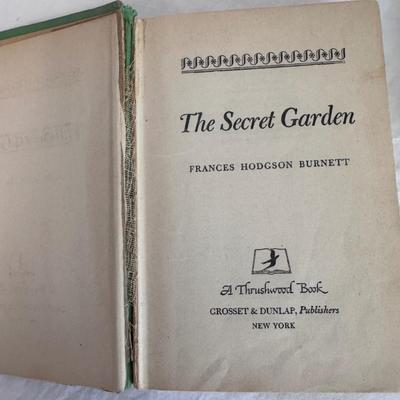 The Secret Garden
FRANCES HODGSON BURNETT
A Thrushwood Book
GROSSET & DUNLAP, Publishers
NEW YORK